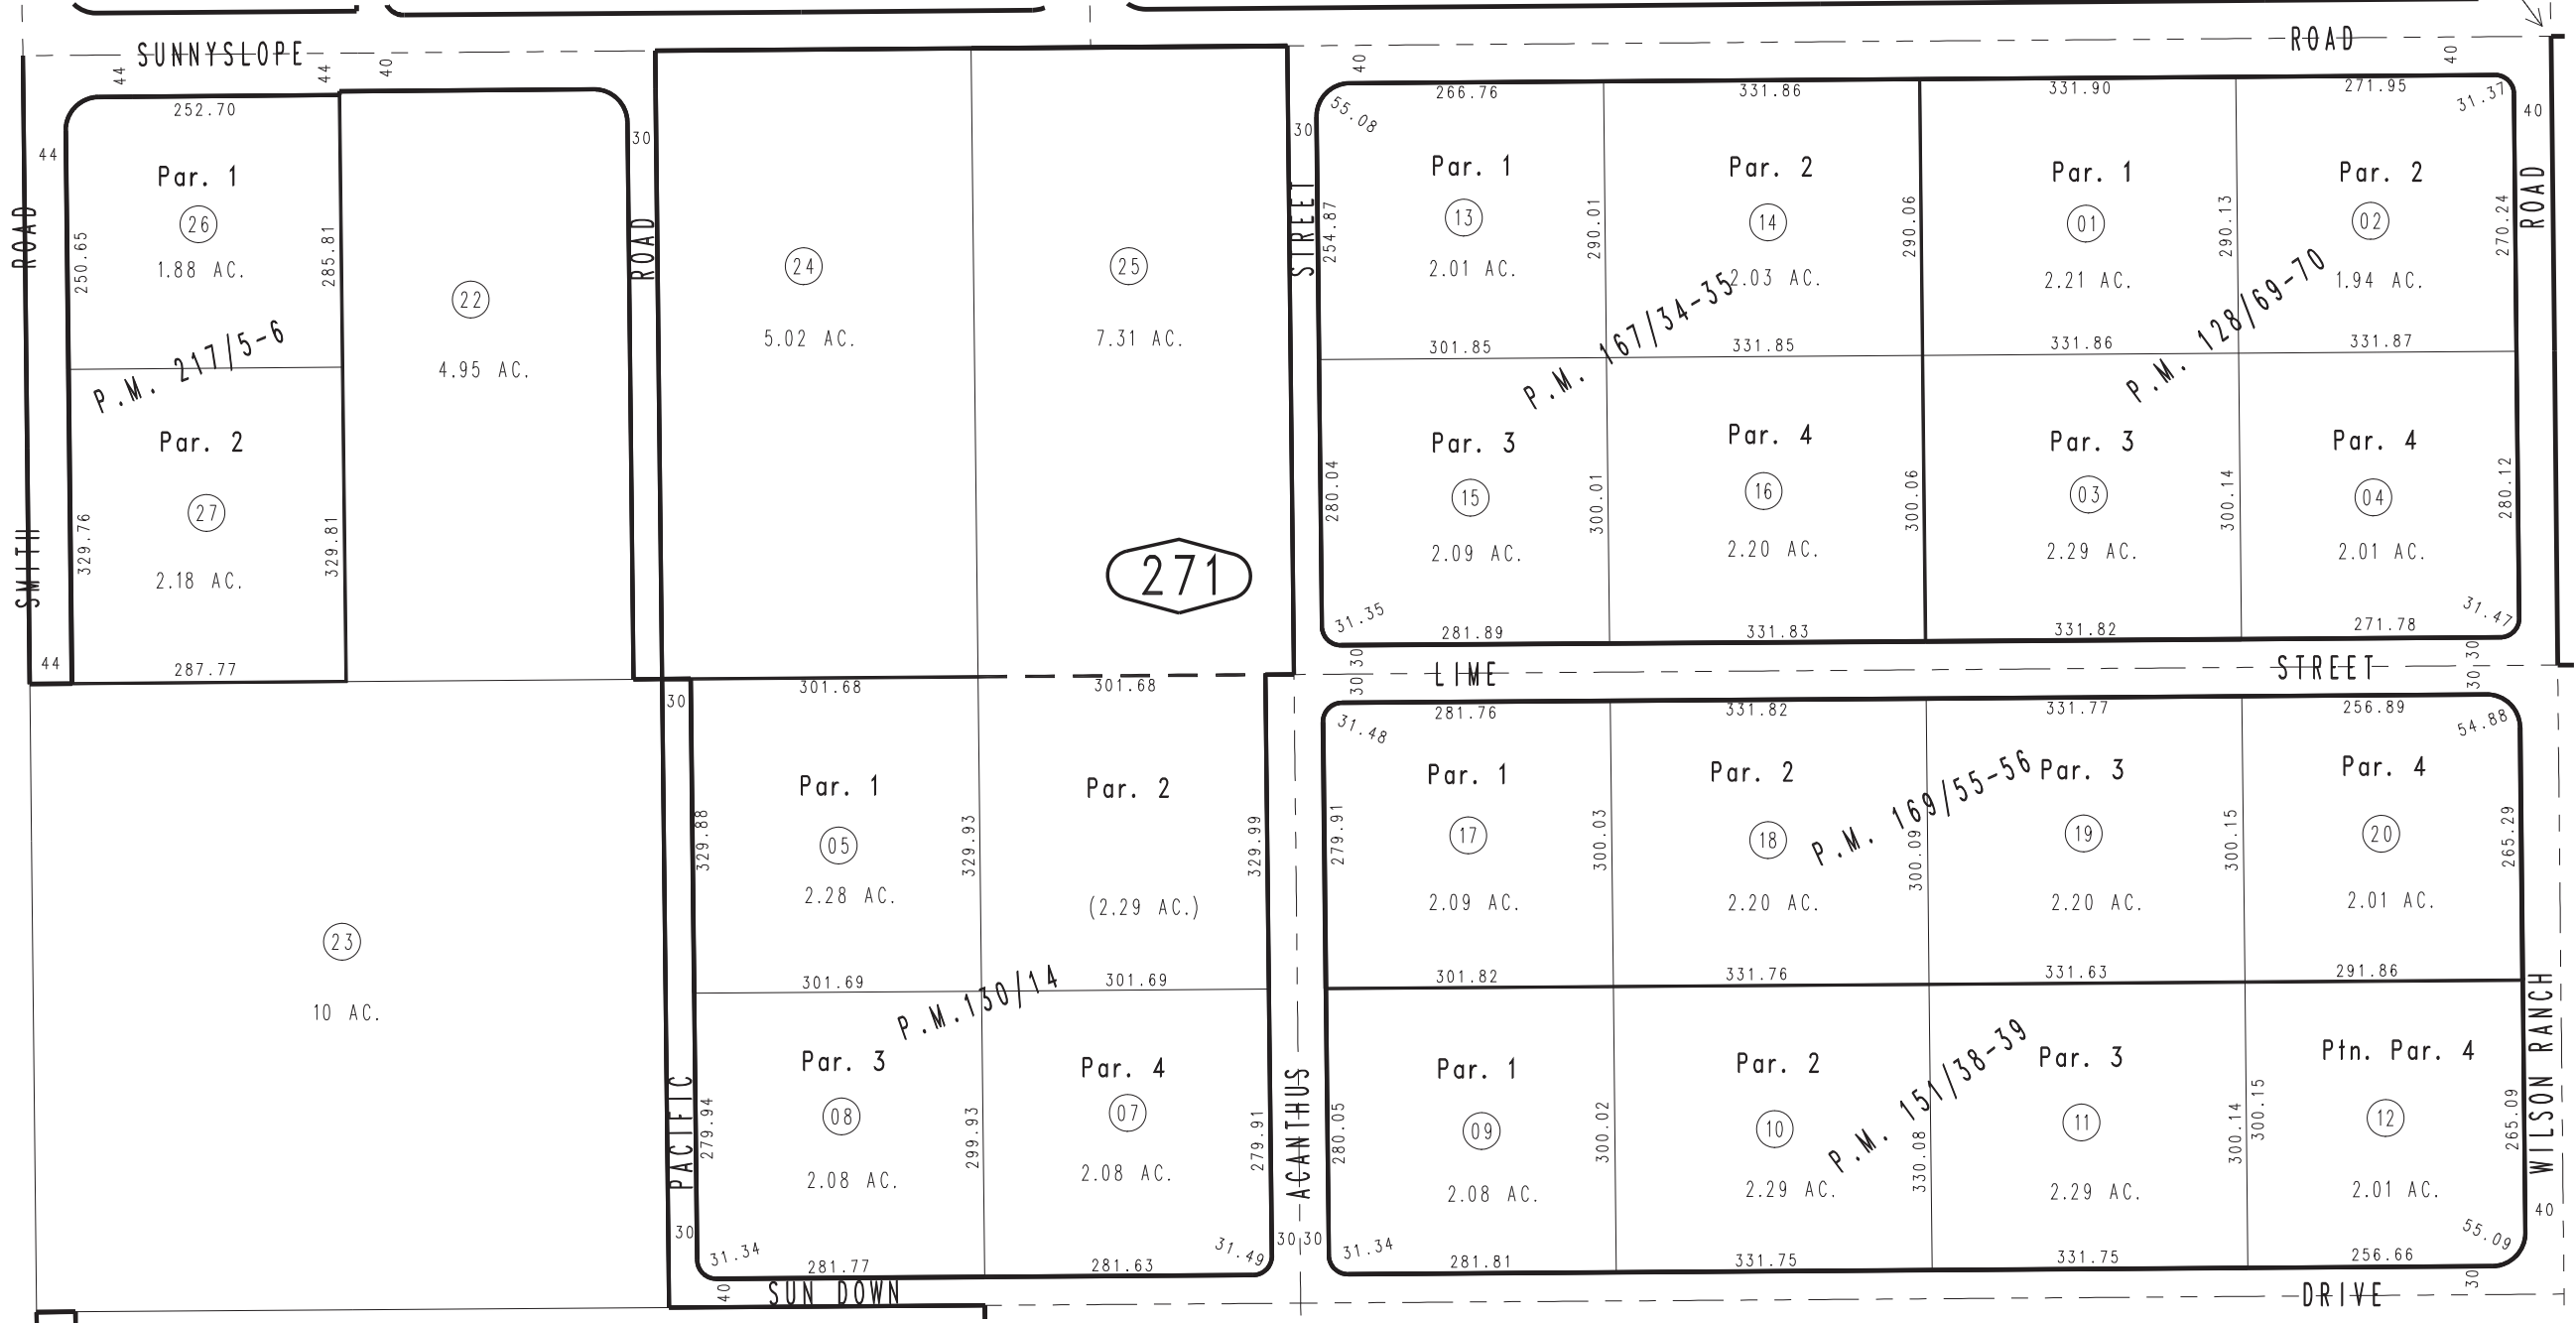 SUNNYSLOPE
ROAD
44
44
40
40
40
252.70
44
Par. 1
26
1.88 AC.
250.65
285.81
ROAD
P.M. 217/5-6
Par. 2
27
2.18 AC.
329.76
329.81
SMITH
44
287.77
22
4.95 AC.
30
ROAD
24
5.02 AC.
25
7.31 AC.
271
30
STREET
55.08
266.76
331.86
331.90
271.95
31.37
40
ROAD
Par. 1
13
2.01 AC.
254.87
290.01
301.85
Par. 2
14
2.03 AC.
290.06
331.85
P.M. 167/34-35
Par. 1
01
2.21 AC.
290.13
331.86
Par. 2
02
1.94 AC.
270.24
331.87
P.M. 128/69-70
Par. 3
15
2.09 AC.
280.04
300.01
31.35
281.89
Par. 4
16
2.20 AC.
300.06
331.83
Par. 3
03
2.29 AC.
300.14
331.82
Par. 4
04
2.01 AC.
280.12
31.47
271.78
30
30
LIME
STREET
30
30
23
10 AC.
30
301.68
301.68
Par. 1
05
2.28 AC.
329.88
329.93
301.69
Par. 2
(2.29 AC.)
329.99
301.69
P.M. 130/14
Par. 3
08
2.08 AC.
279.94
299.93
31.34
281.77
Par. 4
07
2.08 AC.
279.91
31.49
281.63
PACIFIC
30
40
SUN DOWN
ACANTHUS
30
30
31.48
281.76
331.82
331.77
256.89
54.88
Par. 1
17
2.09 AC.
279.91
300.03
301.82
Par. 2
18
2.20 AC.
300.09
331.76
P.M. 169/55-56
Par. 3
19
2.20 AC.
300.15
331.63
Par. 4
20
2.01 AC.
265.29
291.86
Par. 1
09
2.08 AC.
280.05
300.02
31.34
281.81
Par. 2
10
2.29 AC.
330.08
331.75
P.M. 151/38-39
Par. 3
11
2.29 AC.
300.14
331.75
300.15
Ptn. Par. 4
12
2.01 AC.
265.09
55.09
256.66
WILSON RANCH
40
30
DRIVE